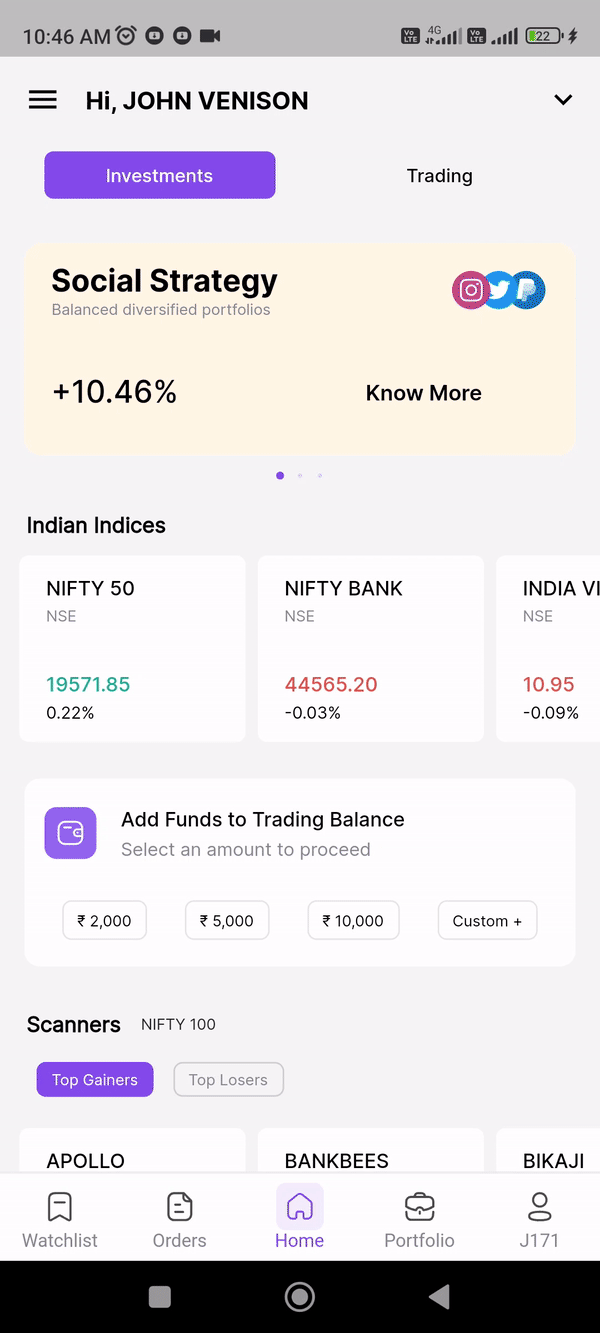 10:46 AM
Vo LTE 4G Vo LTE 22
Hi, JOHN VENISON
Investments Trading
Social Strategy
Balanced diversified portfolios
+10.46% Know More
Indian Indices
NIFTY 50 NIFTY BANK INDIA VI
NSE NSE NSE
19571.85 44565.20 10.95
0.22% -0.03% -0.09%
Add Funds to Trading Balance
Select an amount to proceed
₹ 2,000 ₹ 5,000 ₹ 10,000 Custom +
Scanners NIFTY 100
Top Gainers Top Losers
APOLLO BANKBEES BIKAJI
Watchlist Orders Home Portfolio J171